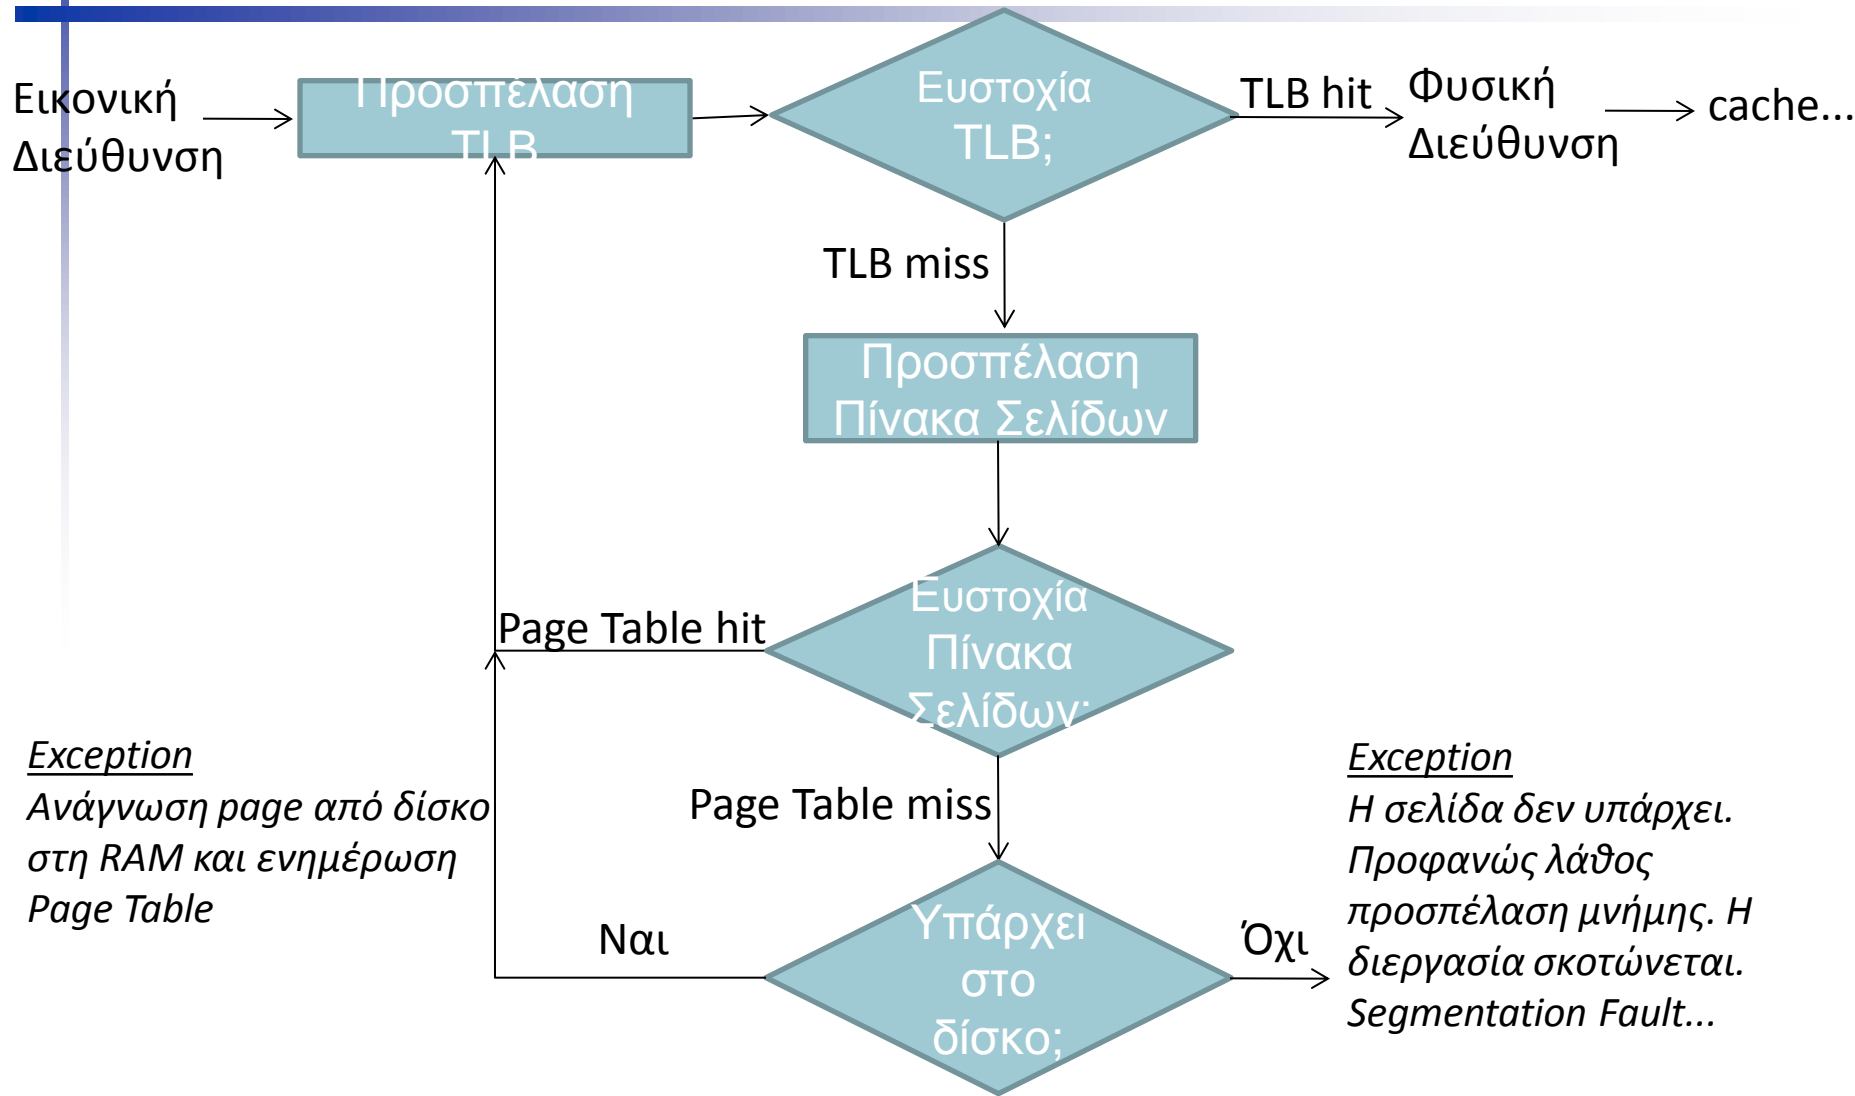 Εικονική
Διεύθυνση
Προσπέλαση
TLB
Ευστοχία
TLB;
TLB hit
Φυσική
Διεύθυνση
cache...
TLB miss
Προσπέλαση
Πίνακα Σελίδων
Ευστοχία
Πίνακα
Σελίδων;
Page Table hit
Page Table miss
Exception
Ανάγνωση page από δίσκο
στη RAM και ενημέρωση
Page Table
Ναι
Υπάρχει
στο
δίσκο;
Όχι
Exception
Η σελίδα δεν υπάρχει.
Προφανώς λάθος
προσπέλαση μνήμης. Η
διεργασία σκοτώνεται.
Segmentation Fault...